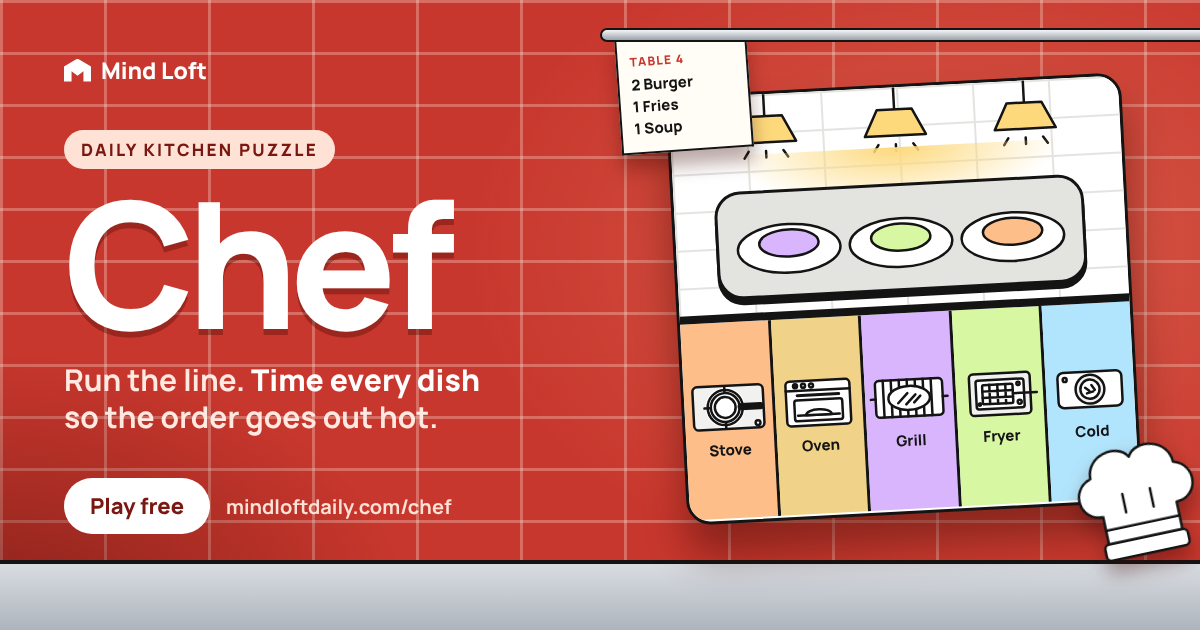 Mind Loft
DAILY KITCHEN PUZZLE
Chef
Run the line. Time every dish
so the order goes out hot.
Play free
mindloftdaily.com/chef
TABLE 4
2 Burger
1 Fries
1 Soup
Stove
Oven
Grill
Fryer
Cold